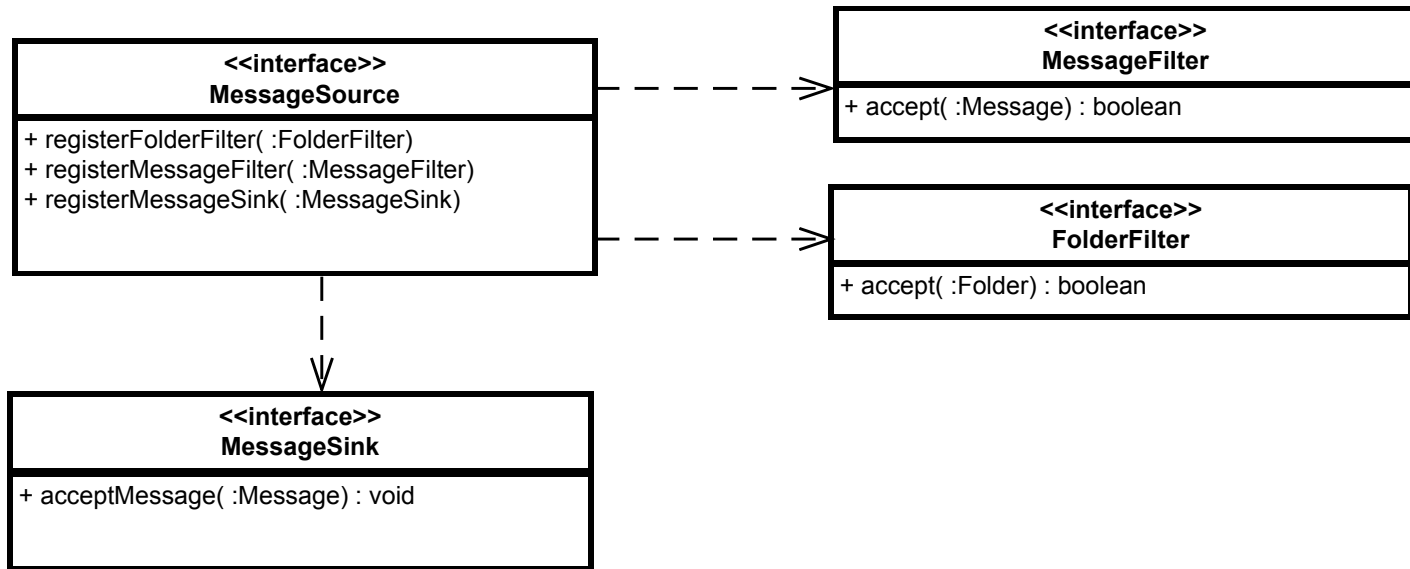 <<interface>>
MessageSource
+ registerFolderFilter( :FolderFilter)
+ registerMessageFilter( :MessageFilter)
+ registerMessageSink( :MessageSink)
<<interface>>
MessageFilter
+ accept( :Message) : boolean
<<interface>>
FolderFilter
+ accept( :Folder) : boolean
<<interface>>
MessageSink
+ acceptMessage( :Message) : void